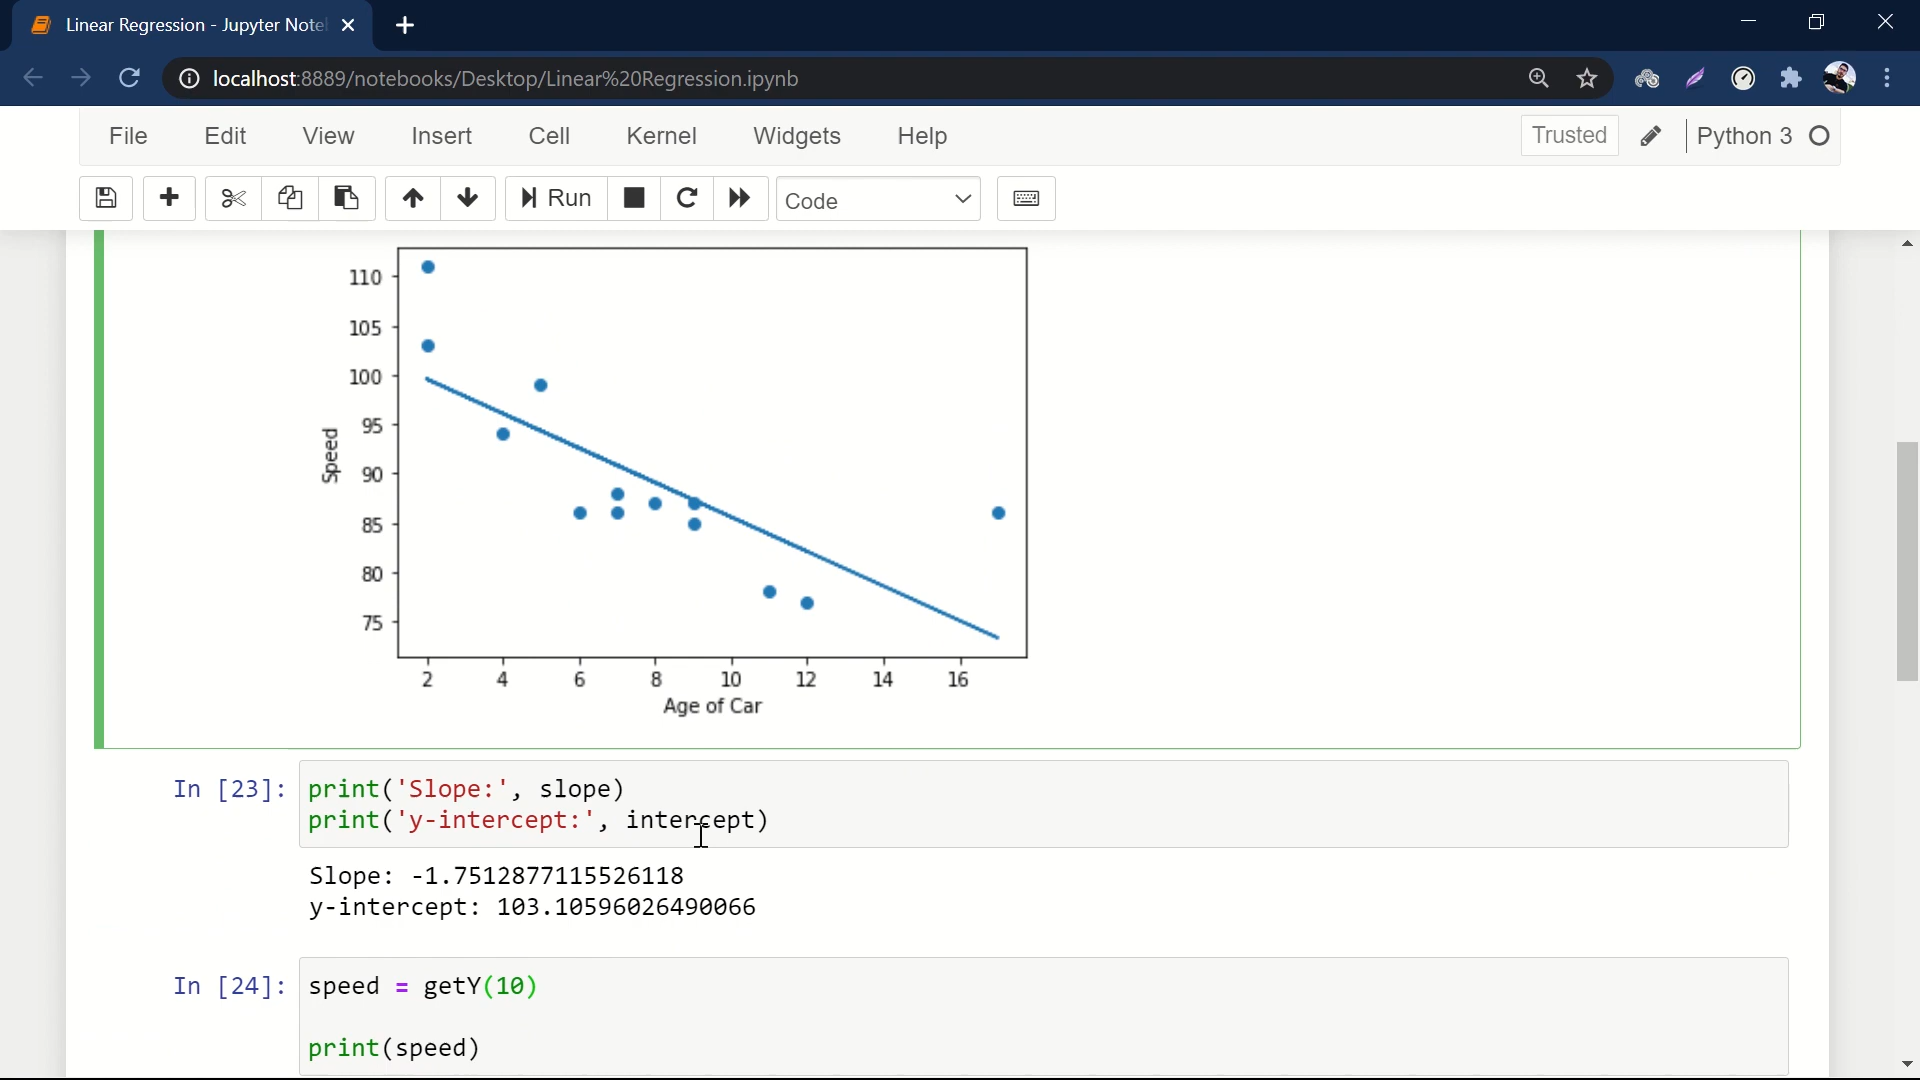 Linear Regression - Jupyter Note
localhost:8889/notebooks/Desktop/Linear%20Regression.ipynb
File Edit View Insert Cell Kernel Widgets Help Trusted Python 3
Run Code
110
105
100
95
90
85
80
75
Speed
2 4 6 8 10 12 14 16
Age of Car
In [23]: print('Slope:', slope)
print('y-intercept:', intercept)
Slope: -1.7512877115526118
y-intercept: 103.10596026490066
In [24]: speed = getY(10)
print(speed)